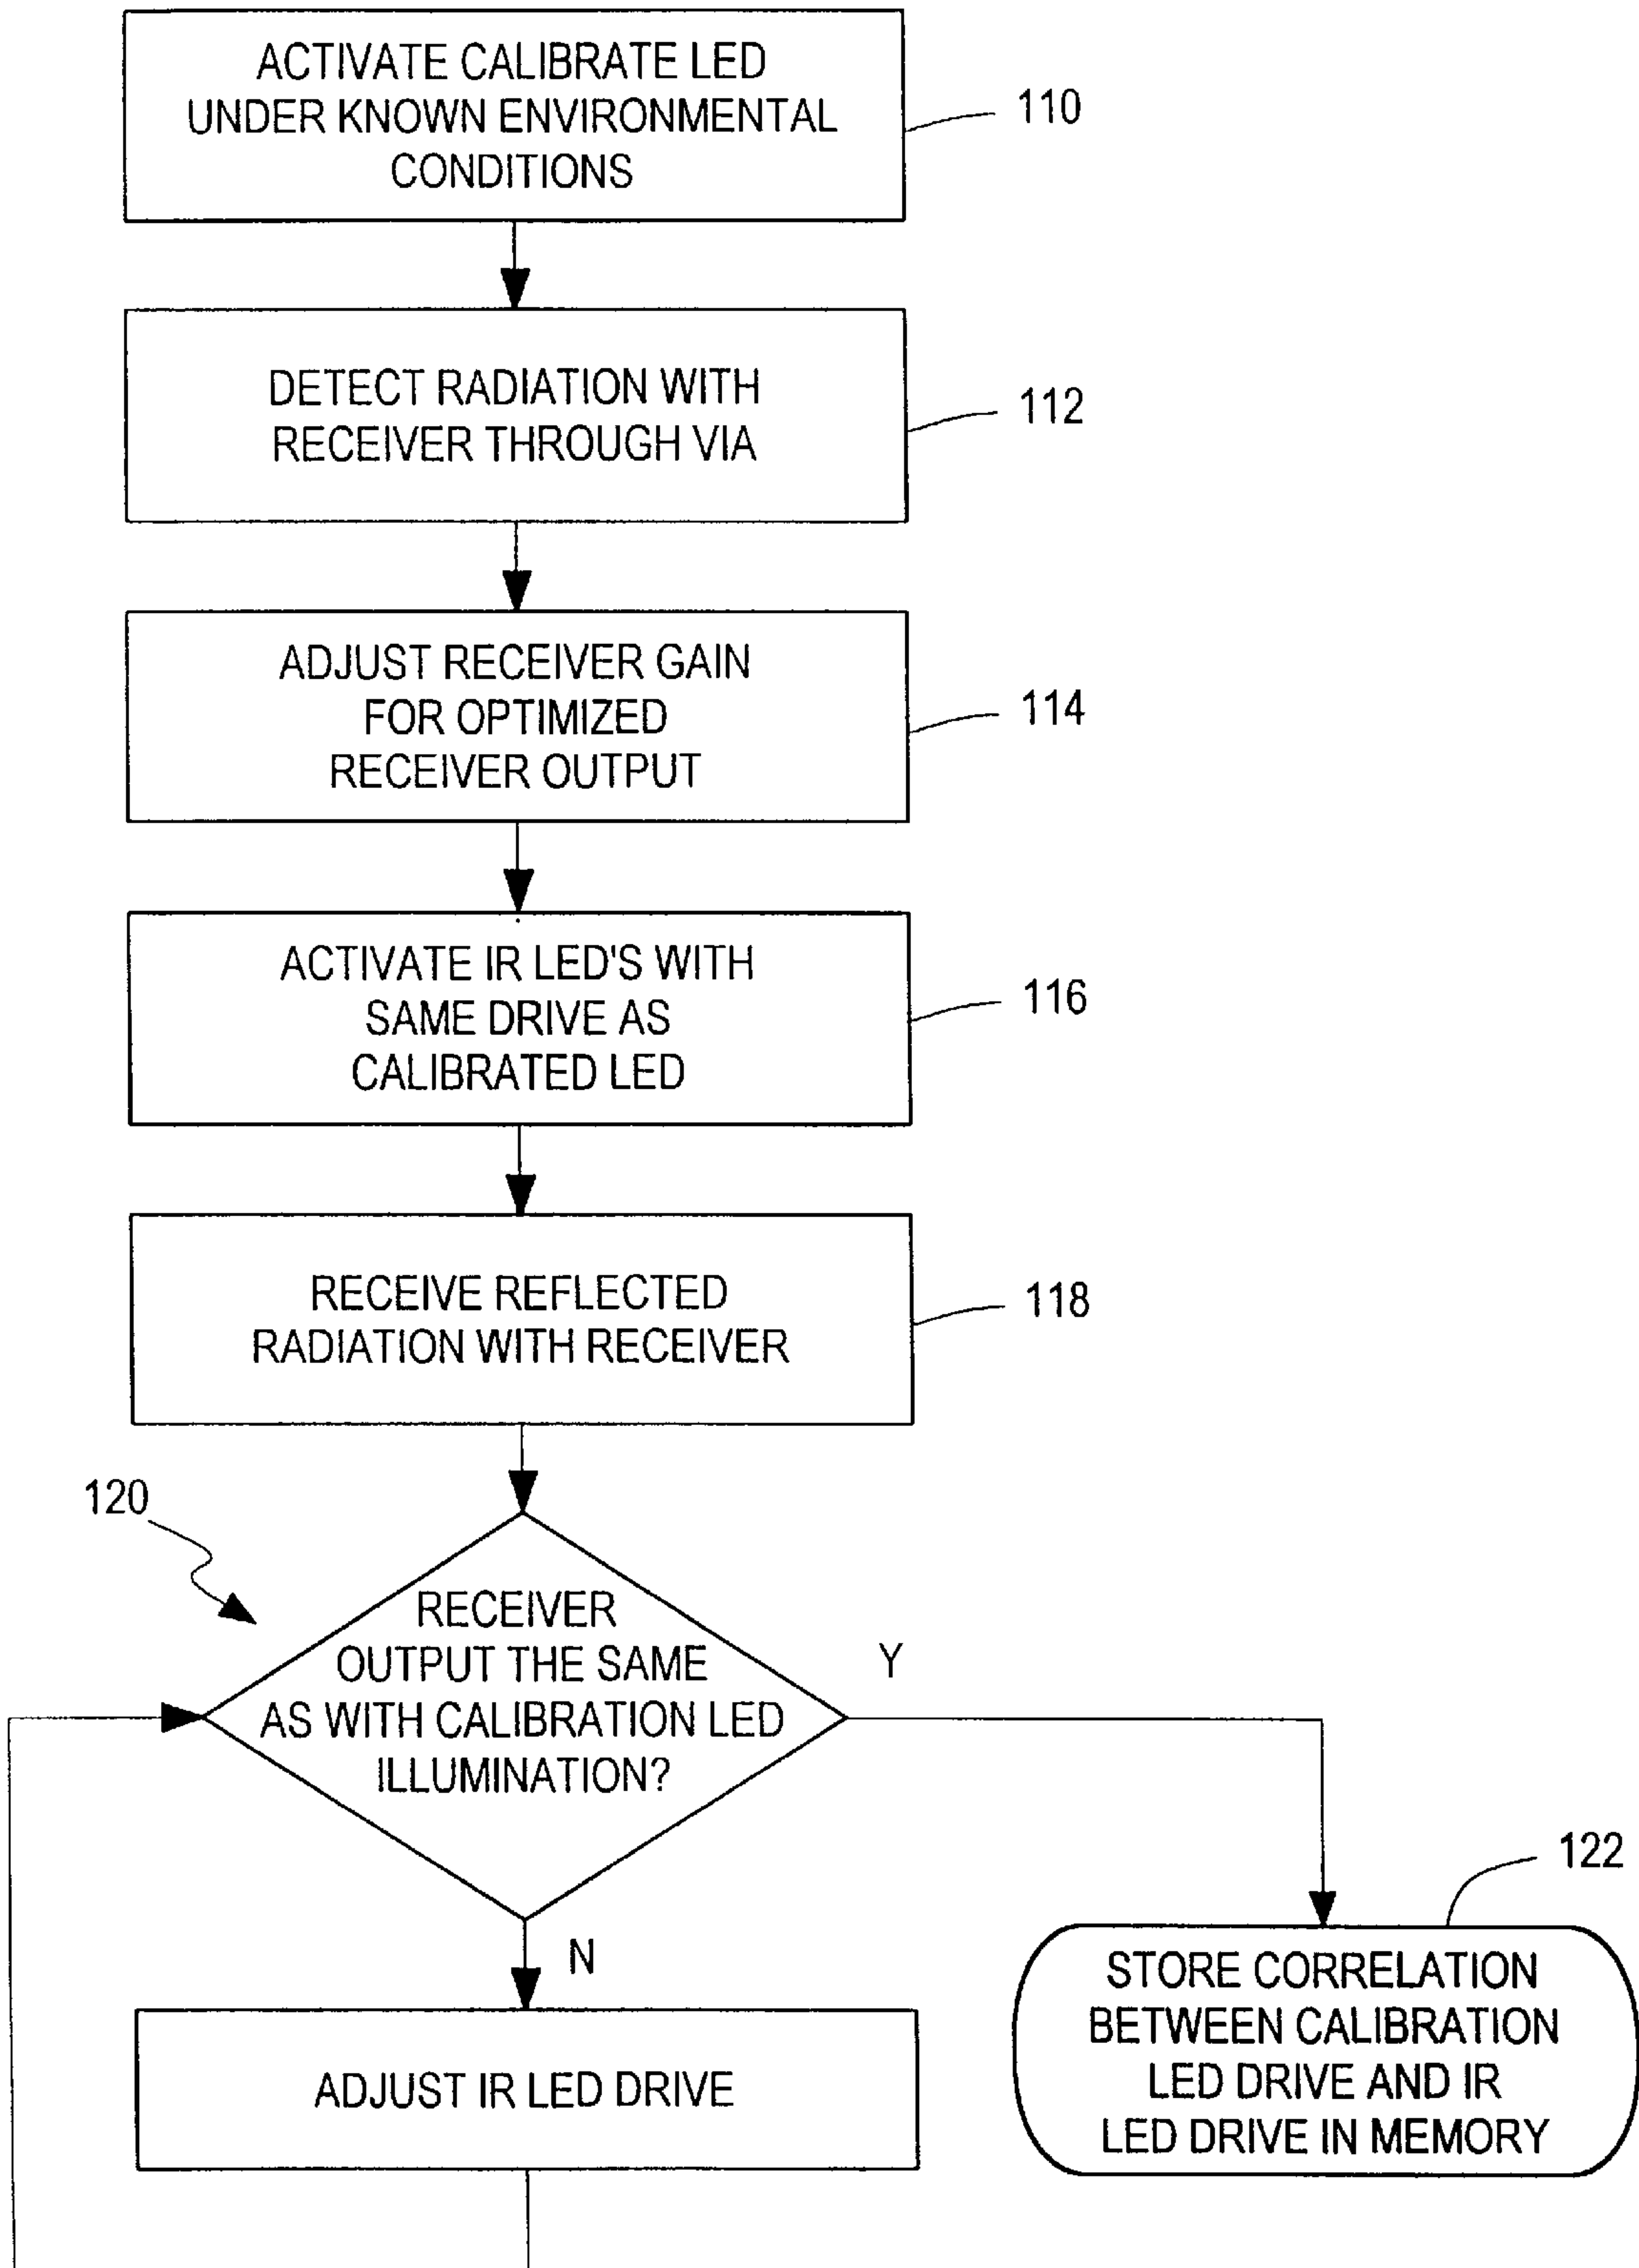 ACTIVATE CALIBRATE LED
UNDER KNOWN ENVIRONMENTAL
CONDITIONS
110
DETECT RADIATION WITH
RECEIVER THROUGH VIA
112
ADJUST RECEIVER GAIN
FOR OPTIMIZED
RECEIVER OUTPUT
114
ACTIVATE IR LED'S WITH
SAME DRIVE AS
CALIBRATED LED
116
RECEIVE REFLECTED
RADIATION WITH RECEIVER
118
120
RECEIVER
OUTPUT THE SAME
AS WITH CALIBRATION LED
ILLUMINATION?
Y
N
122
STORE CORRELATION
BETWEEN CALIBRATION
LED DRIVE AND IR
LED DRIVE IN MEMORY
ADJUST IR LED DRIVE